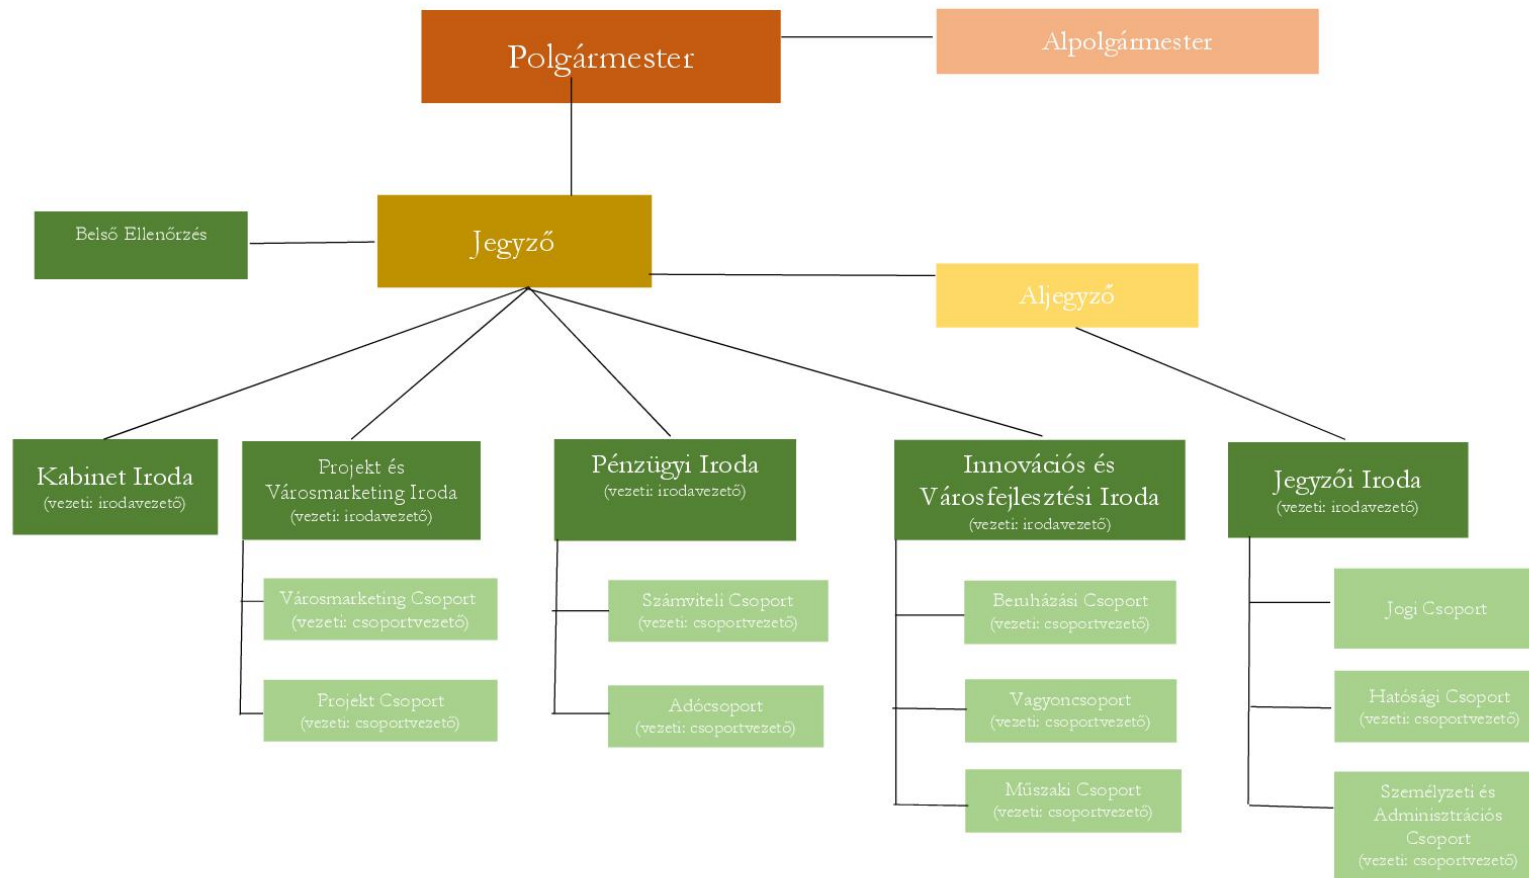 Polgármester
Alpolgármester
Belső Ellenőrzés
Jegyző
Aljegyző
Kabinet Iroda
(vezeti: irodavezető)
Projekt és
Városmarketing Iroda
(vezeti: irodavezető)
Pénzügyi Iroda
(vezeti: irodavezető)
Innovációs és
Városfejlesztési Iroda
(vezeti: irodavezető)
Jegyzői Iroda
(vezeti: irodavezető)
Városmarketing Csoport
(vezeti: csoportvezető)
Projekt Csoport
(vezeti: csoportvezető)
Számviteli Csoport
(vezeti: csoportvezető)
Adócsoport
(vezeti: csoportvezető)
Beruházási Csoport
(vezeti: csoportvezető)
Vagyoncsoport
(vezeti: csoportvezető)
Műszaki Csoport
(vezeti: csoportvezető)
Jogi Csoport
Hatósági Csoport
(vezeti: csoportvezető)
Személyzeti és
Adminisztrációs
Csoport
(vezeti: csoportvezető)